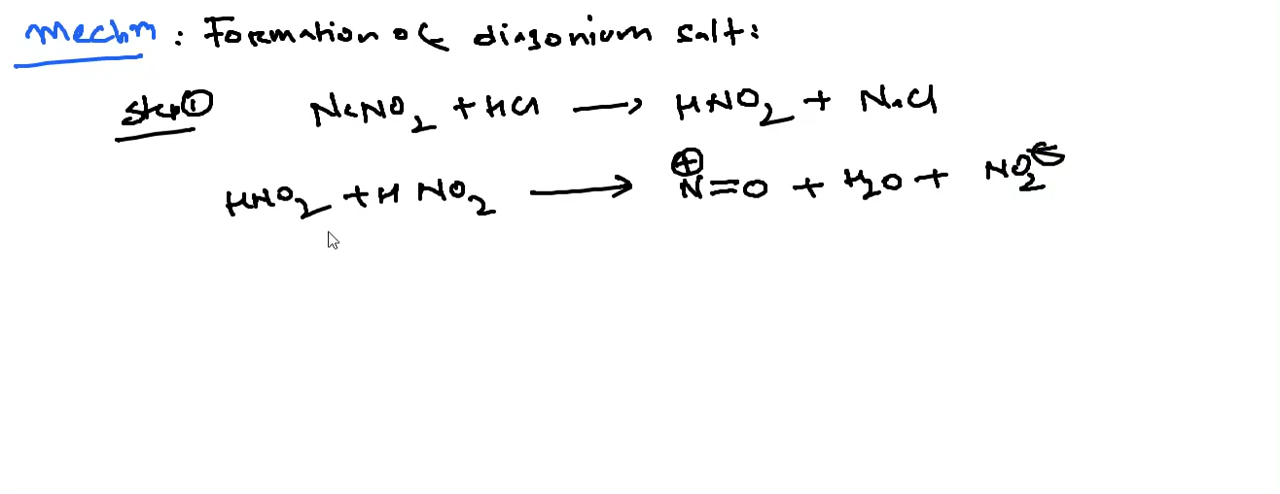 Mechm : Formation of diazonium salt:
Step① NaNO2 + HCl ⟶ HNO2 + NaCl
HNO2 + HNO2 ⟶ N⊕=O + H2O + NO2⊖